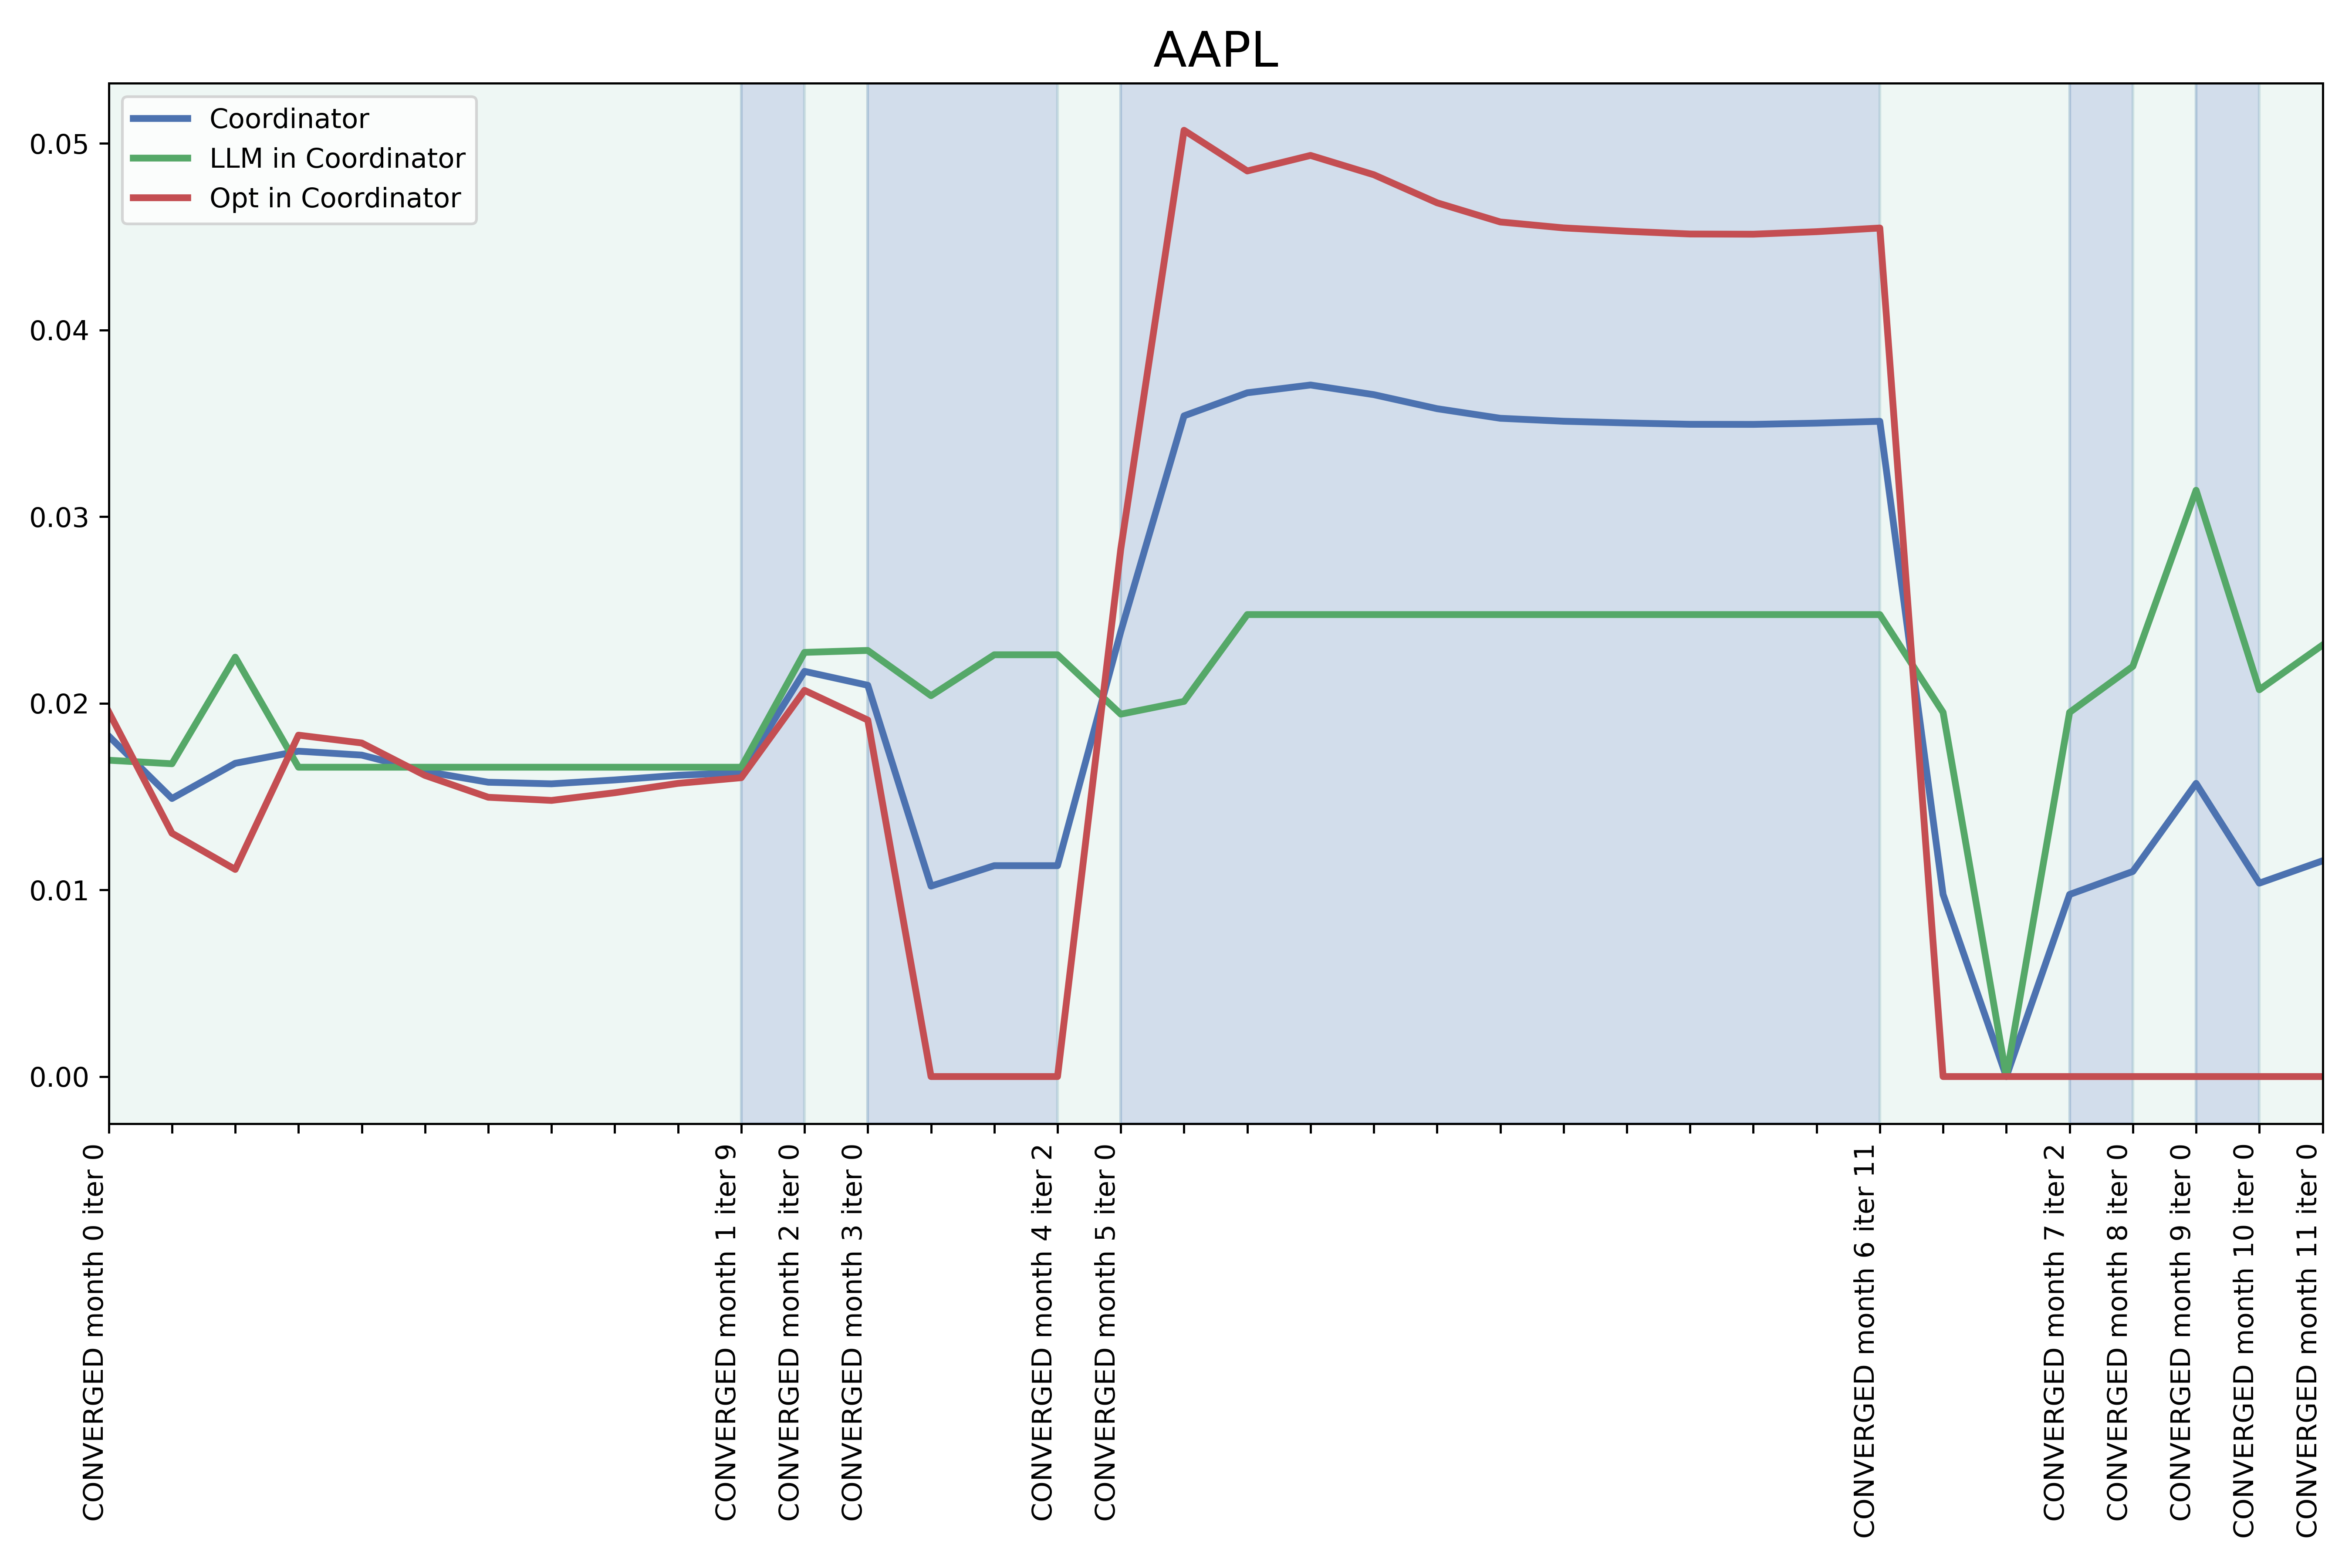 AAPL
Coordinator
LLM in Coordinator
Opt in Coordinator
0.05
0.04
0.03
0.02
0.01
0.00
CONVERGED month 0 iter 0
CONVERGED month 1 iter 9
CONVERGED month 2 iter 0
CONVERGED month 3 iter 0
CONVERGED month 4 iter 2
CONVERGED month 5 iter 0
CONVERGED month 6 iter 11
CONVERGED month 7 iter 2
CONVERGED month 8 iter 0
CONVERGED month 9 iter 0
CONVERGED month 10 iter 0
CONVERGED month 11 iter 0